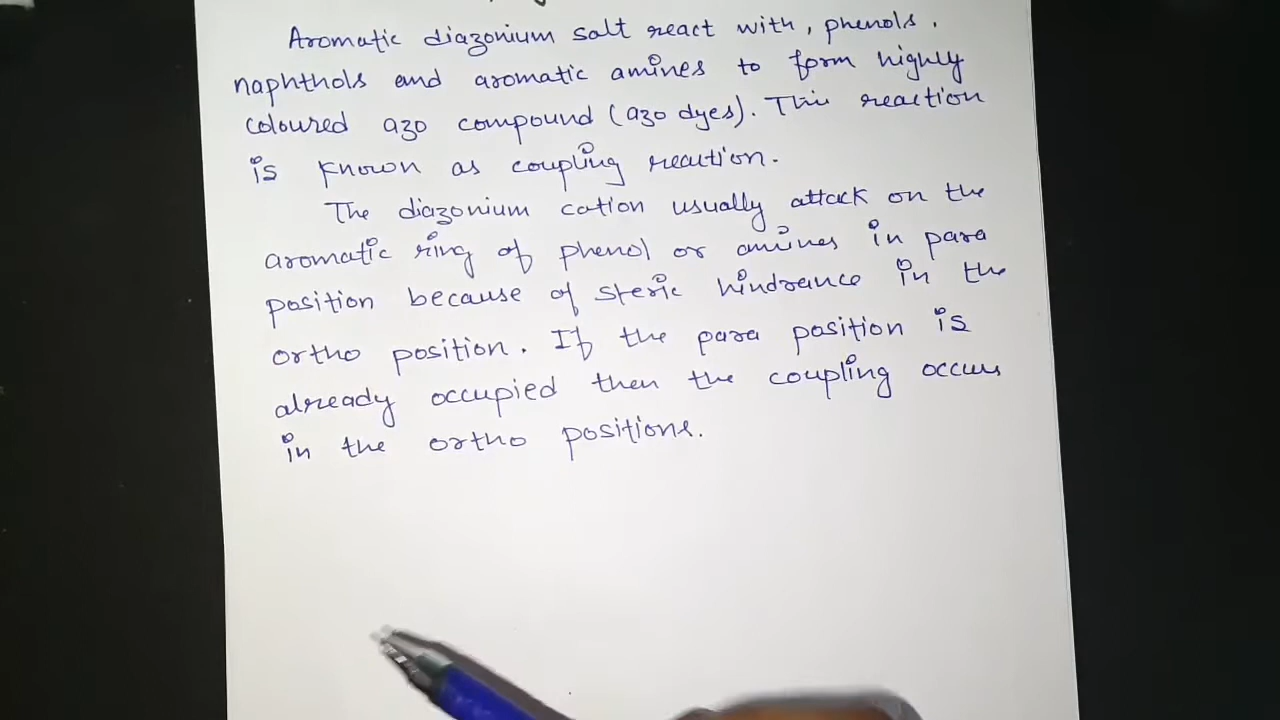 Aromatic diazonium salt react with, phenols,
naphthols and aromatic amines to form highly
coloured azo compound (azo dyes). This reaction
is known as coupling reaction.
The diazonium cation usually attack on the
aromatic ring of phenol or amines in para
position because of steric hindrance in the
ortho position. If the para position is
already occupied then the coupling occurs
in the ortho positions.